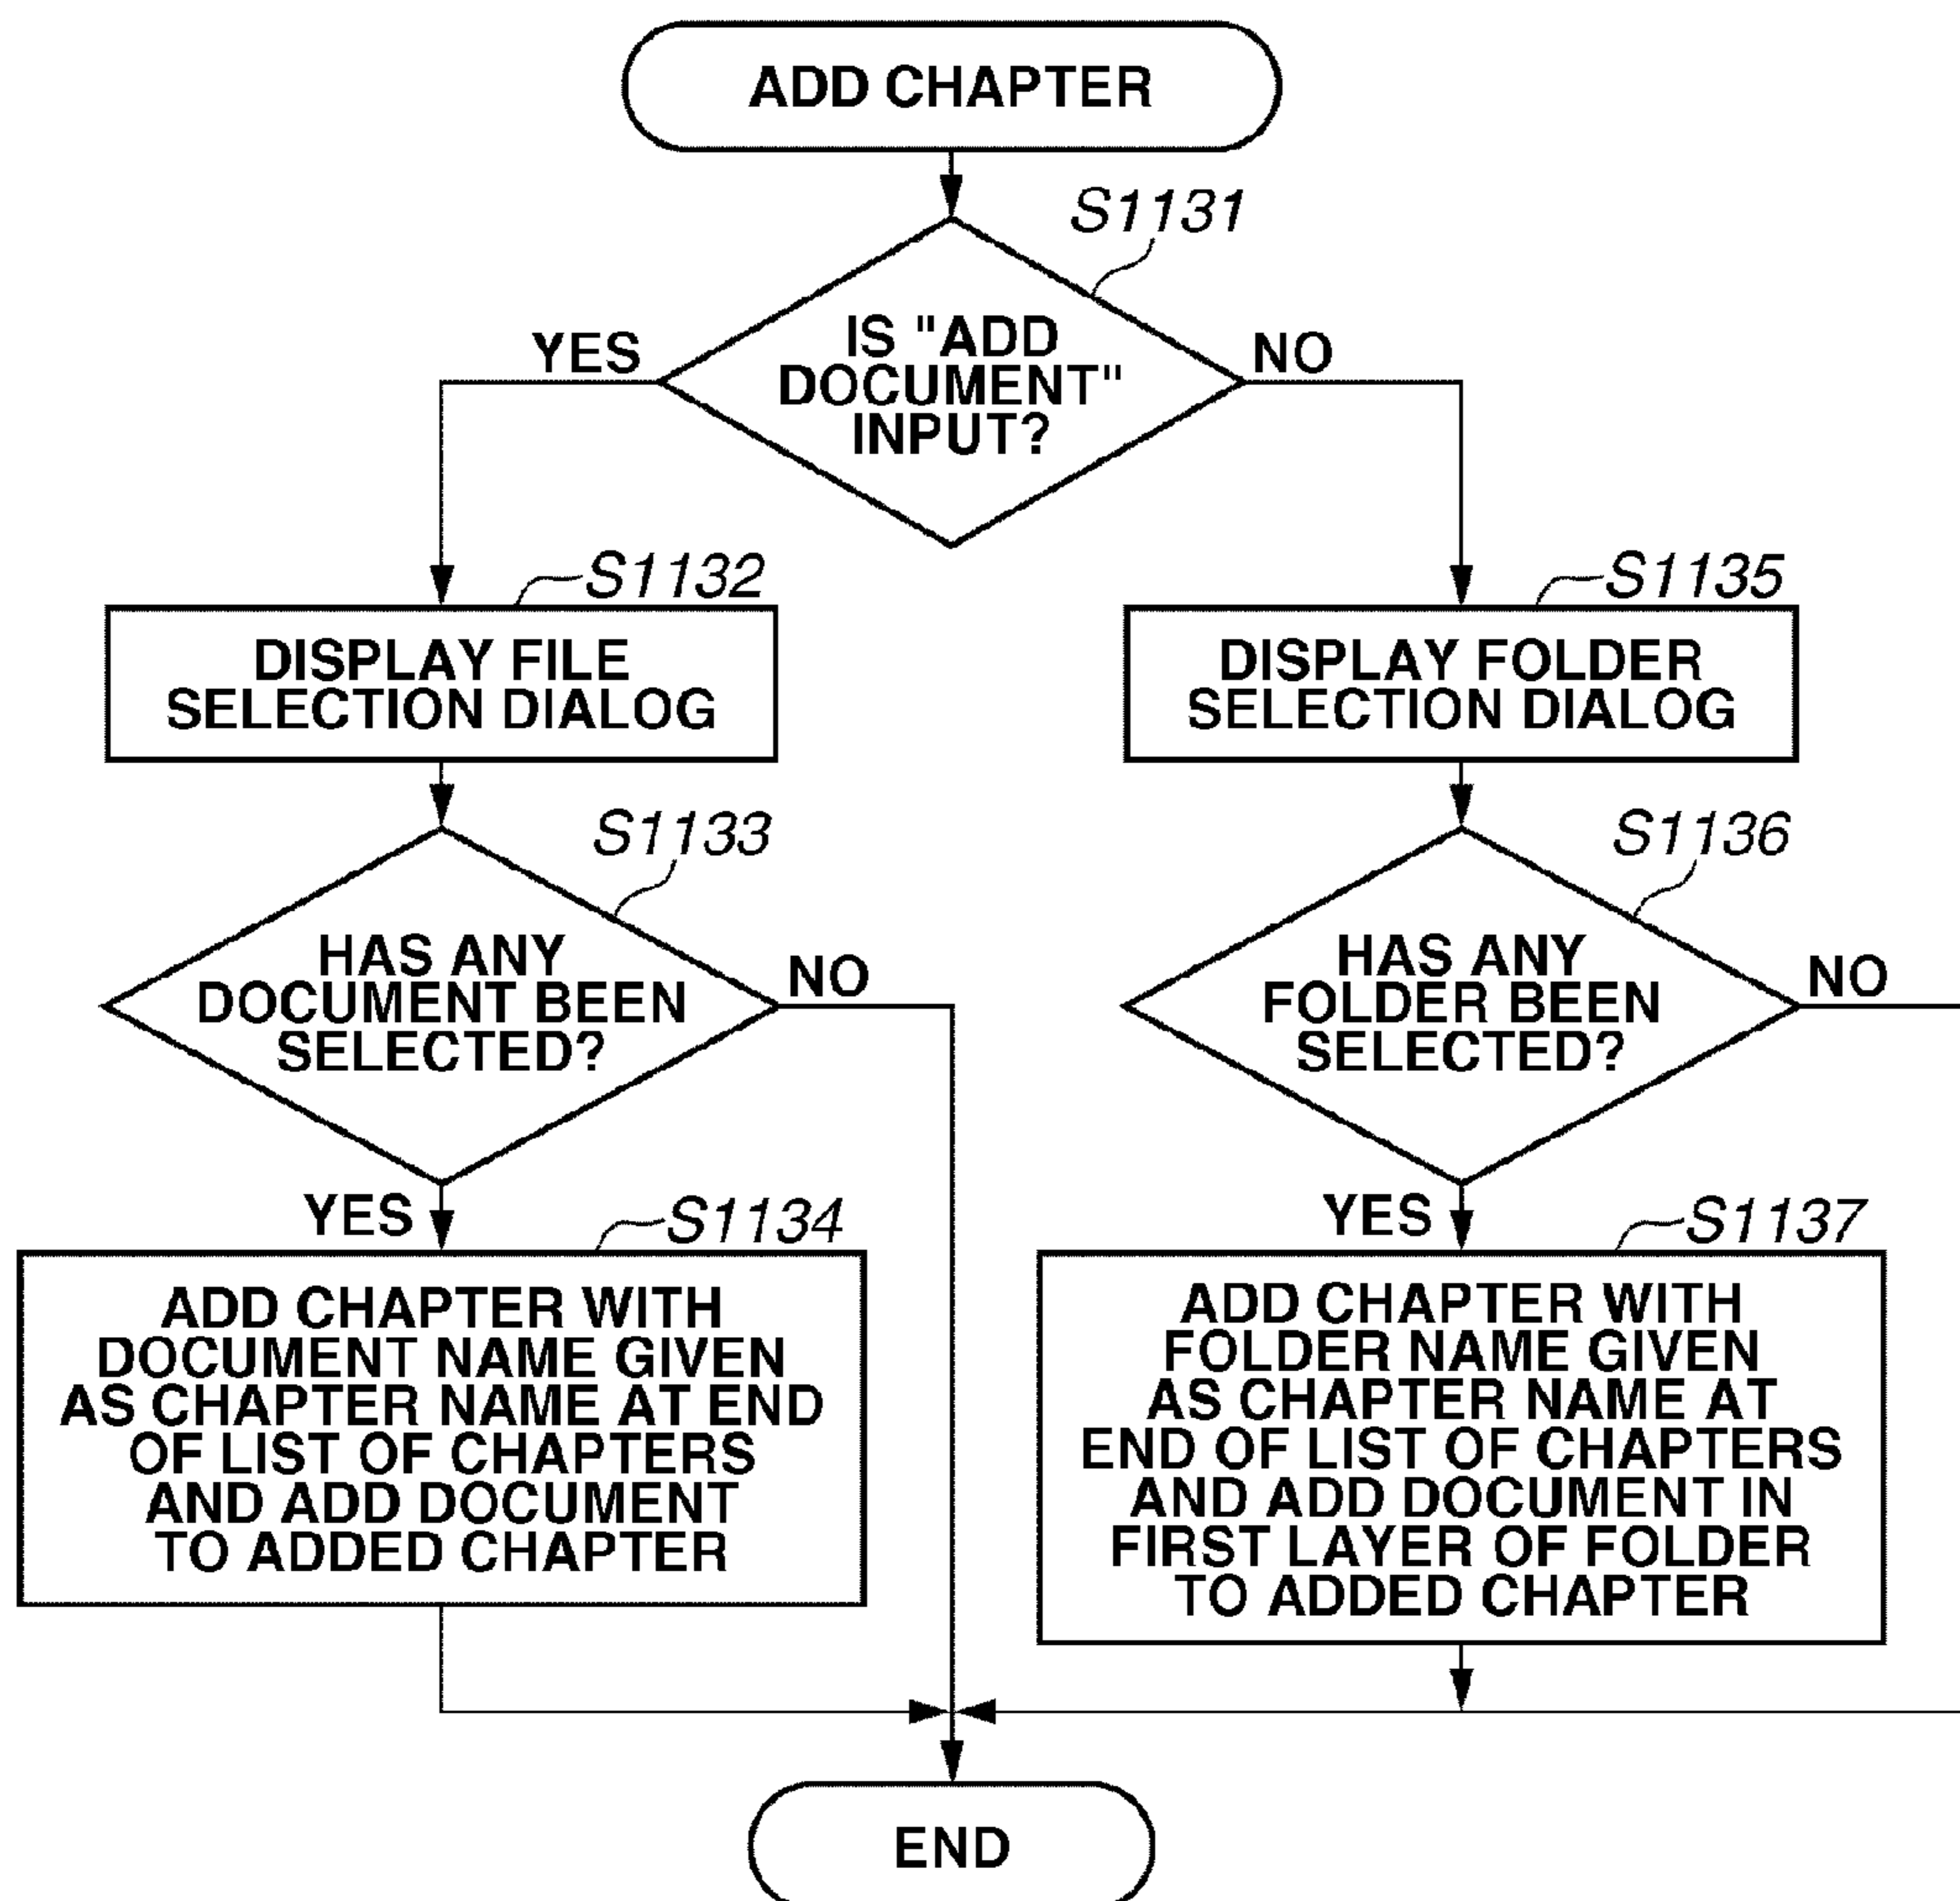 ADD CHAPTER
S1131
IS "ADD
DOCUMENT"
INPUT?
YES
NO
S1132
DISPLAY FILE
SELECTION DIALOG
S1135
DISPLAY FOLDER
SELECTION DIALOG
S1133
HAS ANY
DOCUMENT BEEN
SELECTED?
NO
YES
S1136
HAS ANY
FOLDER BEEN
SELECTED?
NO
YES
S1134
ADD CHAPTER WITH
DOCUMENT NAME GIVEN
AS CHAPTER NAME AT END
OF LIST OF CHAPTERS
AND ADD DOCUMENT
TO ADDED CHAPTER
S1137
ADD CHAPTER WITH
FOLDER NAME GIVEN
AS CHAPTER NAME AT
END OF LIST OF CHAPTERS
AND ADD DOCUMENT IN
FIRST LAYER OF FOLDER
TO ADDED CHAPTER
END